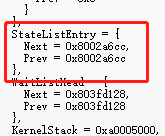 StateListEntry = {
Next = 0x8002a6cc,
Prev = 0x8002a6cc
},
WaitListHead = {
Next = 0x803fd128,
Prev = 0x803fd128
},
KernelStack = 0xa0005000,